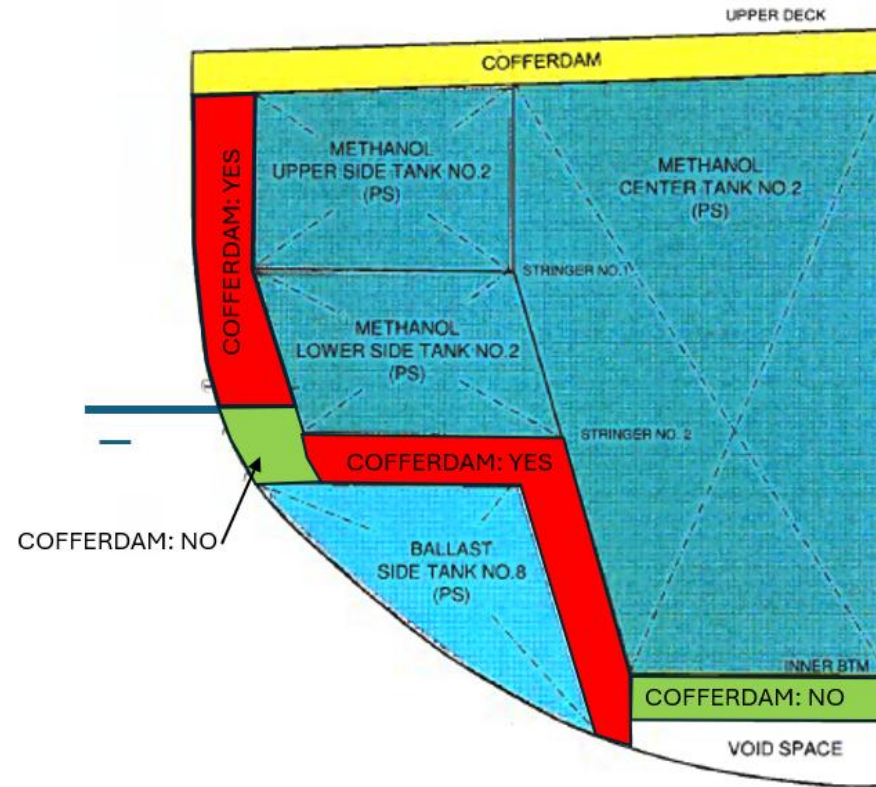 UPPER DECK
COFFERDAM
COFFERDAM: YES
METHANOL
UPPER SIDE TANK NO.2
(PS)
METHANOL
CENTER TANK NO.2
(PS)
STRINGER NO.1
METHANOL
LOWER SIDE TANK NO.2
(PS)
STRINGER NO. 2
COFFERDAM: YES
COFFERDAM: NO
BALLAST
SIDE TANK NO.8
(PS)
INNER BTM
COFFERDAM: NO
VOID SPACE